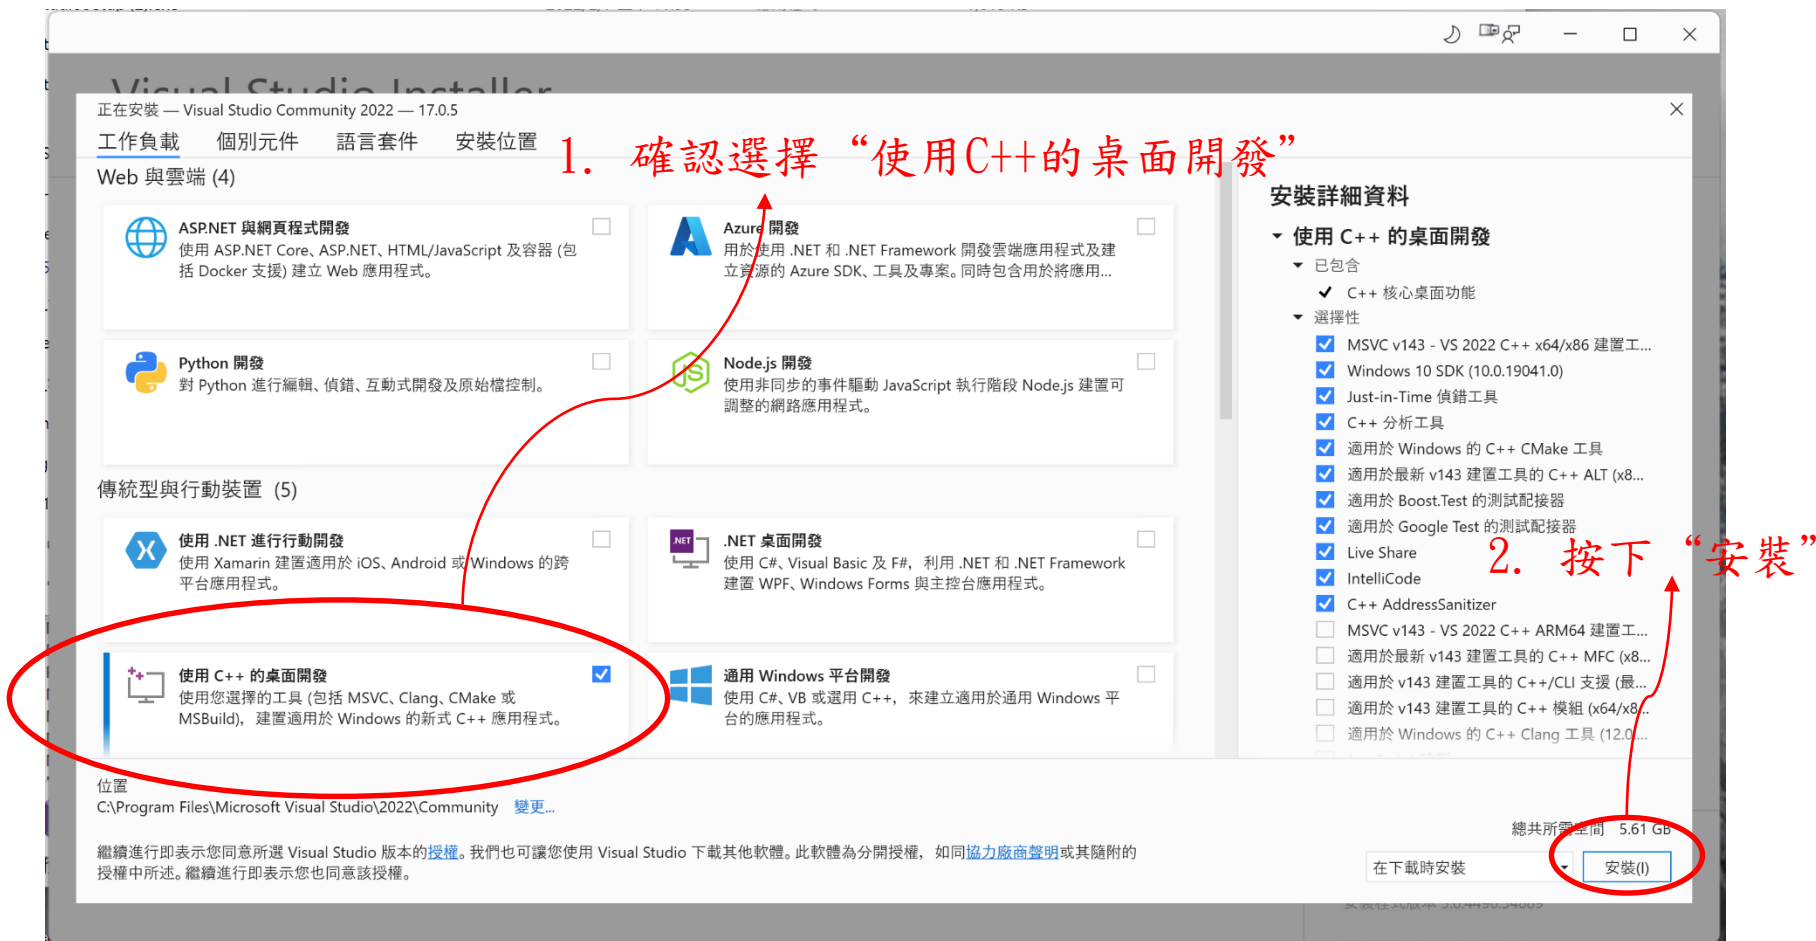 Visual Studio Installer
正在安裝 — Visual Studio Community 2022 — 17.0.5
工作負載 個別元件 語言套件 安裝位置
1. 確認選擇 “使用C++的桌面開發”
Web 與雲端 (4)
ASP.NET 與網頁程式開發
使用 ASP.NET Core、ASP.NET、HTML/JavaScript 及容器 (包
括 Docker 支援) 建立 Web 應用程式。
Azure 開發
用於使用 .NET 和 .NET Framework 開發雲端應用程式及建
立資源的 Azure SDK、工具及專案。同時包含用於將應用...
Python 開發
對 Python 進行編輯、偵錯、互動式開發及原始檔控制。
Node.js 開發
使用非同步的事件驅動 JavaScript 執行階段 Node.js 建置可
調整的網路應用程式。
傳統型與行動裝置 (5)
使用 .NET 進行行動開發
使用 Xamarin 建置適用於 iOS、Android 或 Windows 的跨
平台應用程式。
.NET
.NET 桌面開發
使用 C#、Visual Basic 及 F#, 利用 .NET 和 .NET Framework
建置 WPF、Windows Forms 與主控台應用程式。
使用 C++ 的桌面開發
使用您選擇的工具 (包括 MSVC、Clang、CMake 或
MSBuild), 建置適用於 Windows 的新式 C++ 應用程式。
通用 Windows 平台開發
使用 C#、VB 或選用 C++, 來建立適用於通用 Windows 平
台的應用程式。
安裝詳細資料
使用 C++ 的桌面開發
已包含
C++ 核心桌面功能
選擇性
MSVC v143 - VS 2022 C++ x64/x86 建置工...
Windows 10 SDK (10.0.19041.0)
Just-in-Time 偵錯工具
C++ 分析工具
適用於 Windows 的 C++ CMake 工具
適用於最新 v143 建置工具的 C++ ALT (x8...
適用於 Boost.Test 的測試配接器
適用於 Google Test 的測試配接器
Live Share
IntelliCode
C++ AddressSanitizer
MSVC v143 - VS 2022 C++ ARM64 建置工...
適用於最新 v143 建置工具的 C++ MFC (x8...
適用於 v143 建置工具的 C++/CLI 支援 (最...
適用於 v143 建置工具的 C++ 模組 (x64/x8...
適用於 Windows 的 C++ Clang 工具 (12.0....
2. 按下 “安裝”
位置
C:\Program Files\Microsoft Visual Studio\2022\Community 變更...
總共所需空間 5.61 GB
繼續進行即表示您同意所選 Visual Studio 版本的授權。我們也可讓您使用 Visual Studio 下載其他軟體。此軟體為分開授權, 如同協力廠商聲明或其隨附的
授權中所述。繼續進行即表示您也同意該授權。
在下載時安裝 安裝(I)